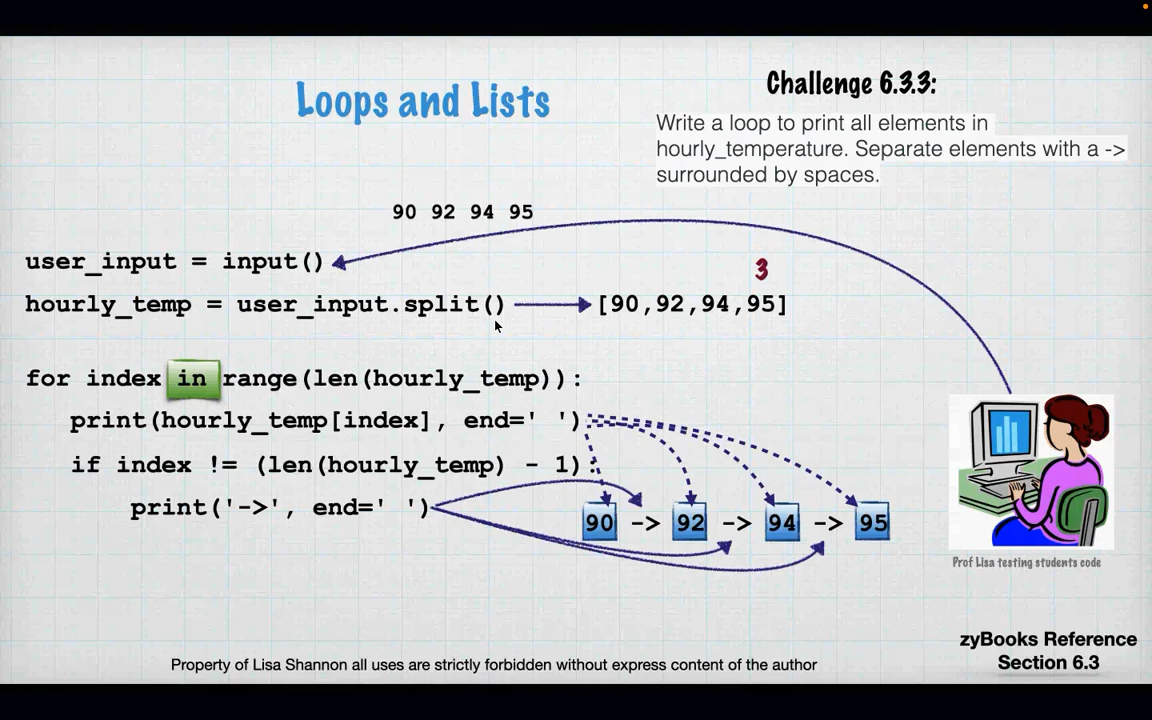 Loops and Lists
Challenge 6.3.3:
Write a loop to print all elements in
hourly_temperature. Separate elements with a ->
surrounded by spaces.
90 92 94 95
user_input = input()
3
hourly_temp = user_input.split() [90,92,94,95]
for index in range(len(hourly_temp)):
print(hourly_temp[index], end=' ')
if index != (len(hourly_temp) - 1):
print('->', end=' ')
90 -> 92 -> 94 -> 95
Prof Lisa testing students code
zyBooks Reference
Section 6.3
Property of Lisa Shannon all uses are strictly forbidden without express content of the author